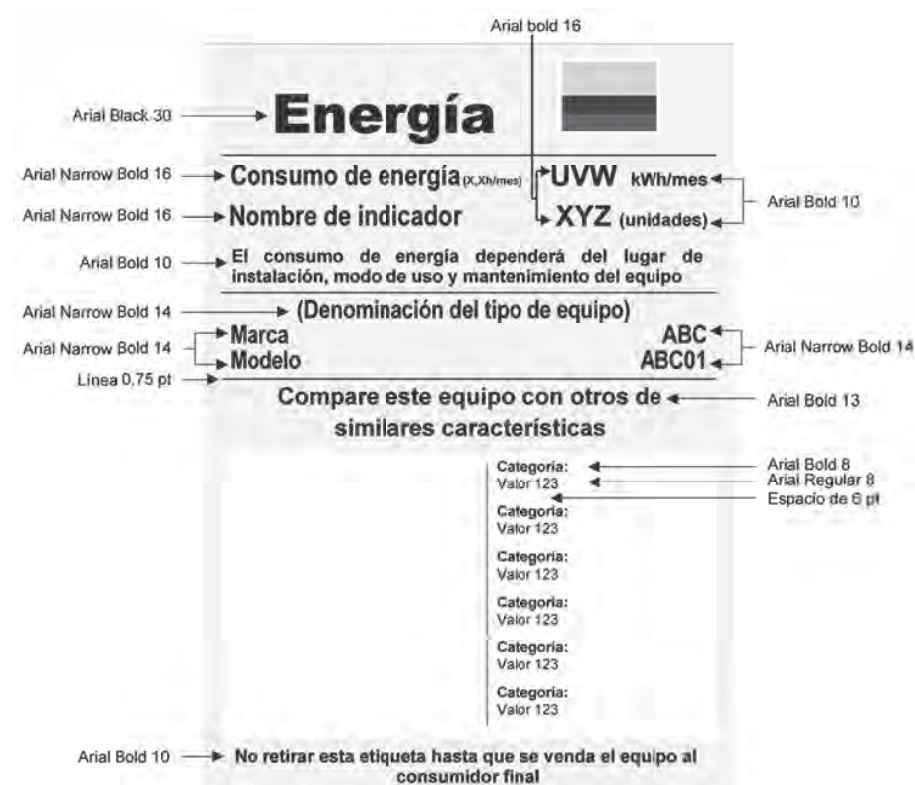 Arial bold 16
Arial Black 30
Energía
Arial Narrow Bold 16
Consumo de energía (X,Xh/mes)
UVW kWh/mes
Arial Bold 10
Arial Narrow Bold 16
Nombre de indicador
XYZ (unidades)
Arial Bold 10
El consumo de energía dependerá del lugar de
instalación, modo de uso y mantenimiento del equipo
Arial Narrow Bold 14
(Denominación del tipo de equipo)
Arial Narrow Bold 14
Marca
ABC
Modelo
ABC01
Arial Narrow Bold 14
Línea 0,75 pt
Compare este equipo con otros de
similares características
Arial Bold 13
Categoría:
Arial Bold 8
Valor 123
Arial Regular 8
Espacio de 6 pt
Categoría:
Valor 123
Categoría:
Valor 123
Categoría:
Valor 123
Categoría:
Valor 123
Categoría:
Valor 123
Arial Bold 10
No retirar esta etiqueta hasta que se venda el equipo al
consumidor final